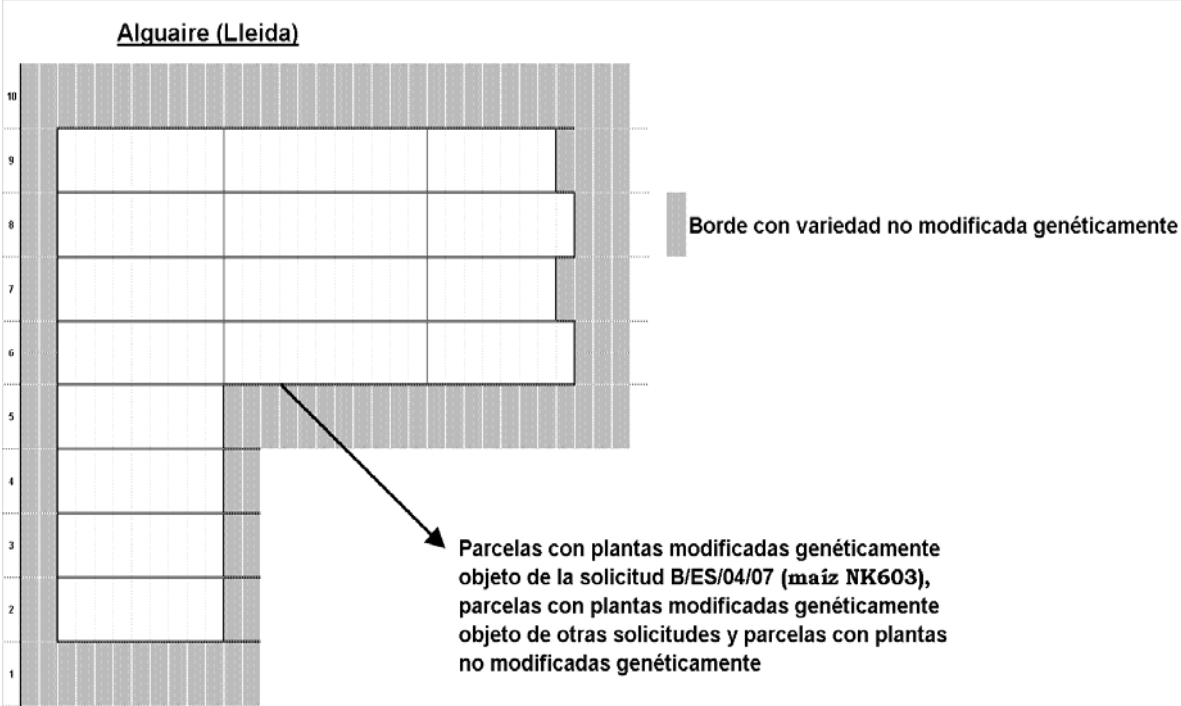 Alguaire (Lleida)
10
9
8
Borde con variedad no modificada genéticamente
7
6
5
4
3
Parcelas con plantas modificadas genéticamente
objeto de la solicitud B/ES/04/07 (maíz NK603),
parcelas con plantas modificadas genéticamente
objeto de otras solicitudes y parcelas con plantas
no modificadas genéticamente
2
1